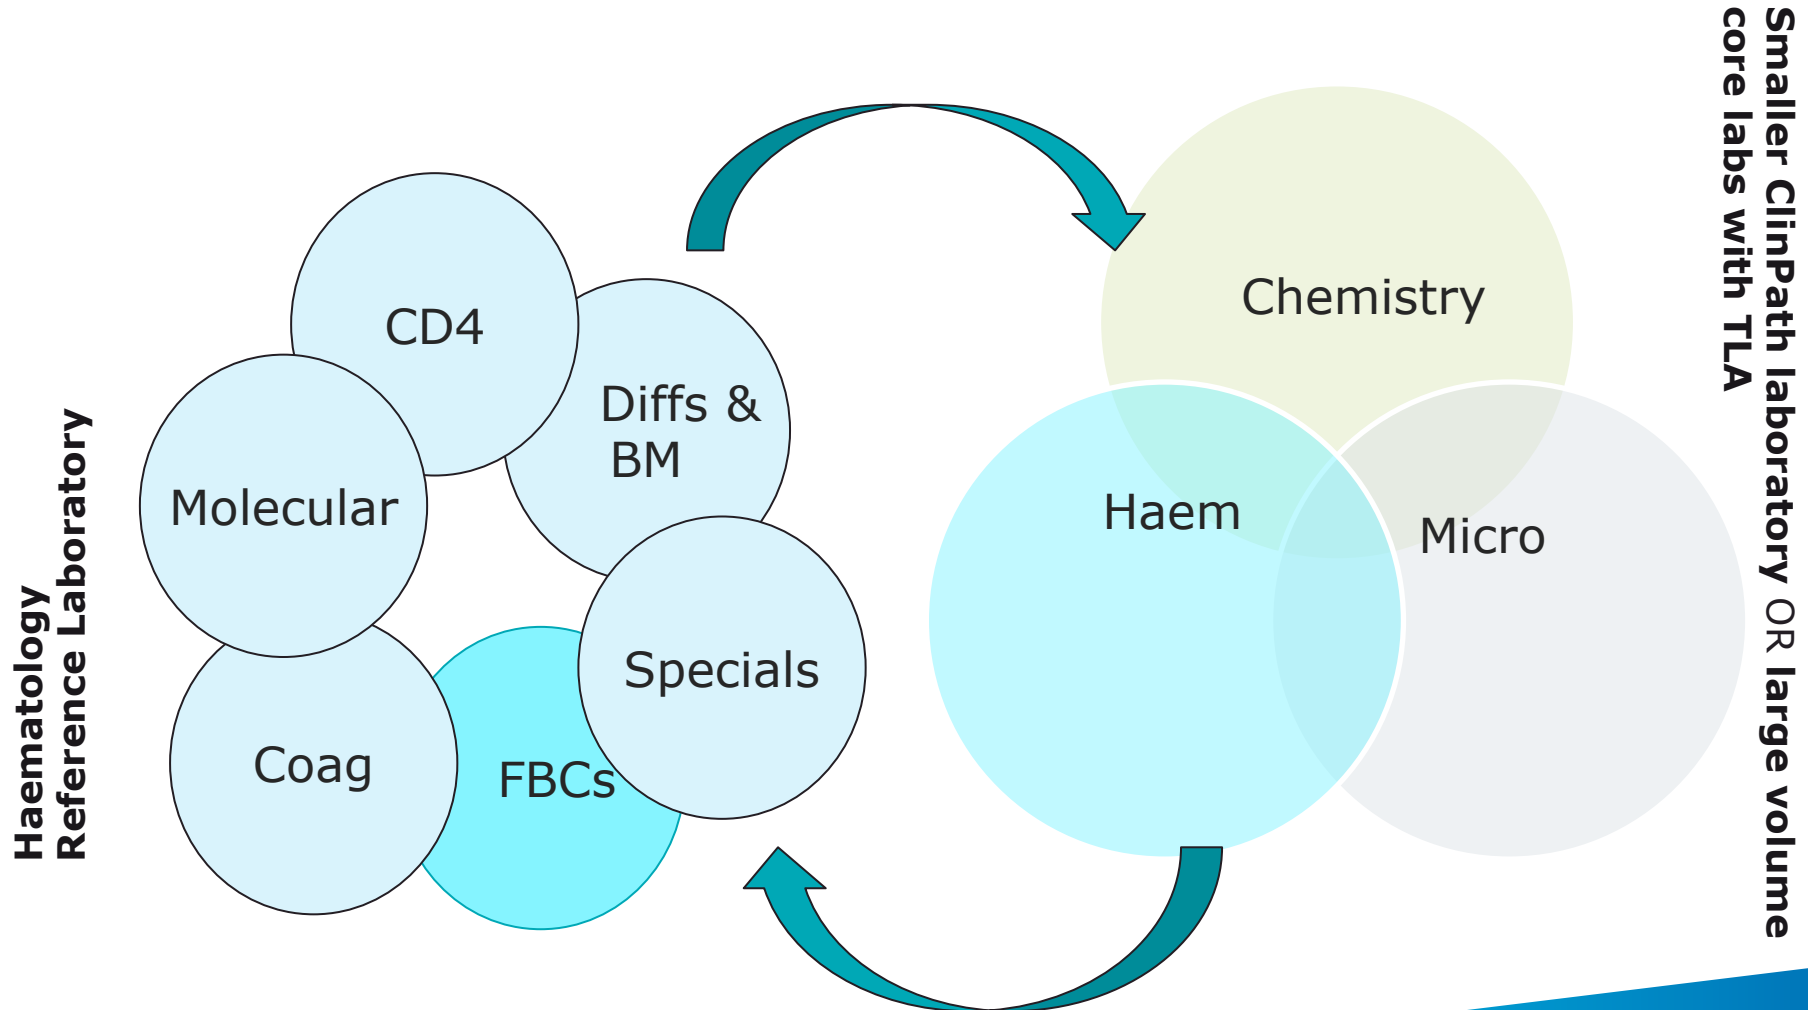 Haematology
Reference Laboratory
CD4
Diffs &
BM
Molecular
Specials
Coag
FBCs
Chemistry
Haem
Micro
Smaller ClinPath laboratory OR large volume
core labs with TLA